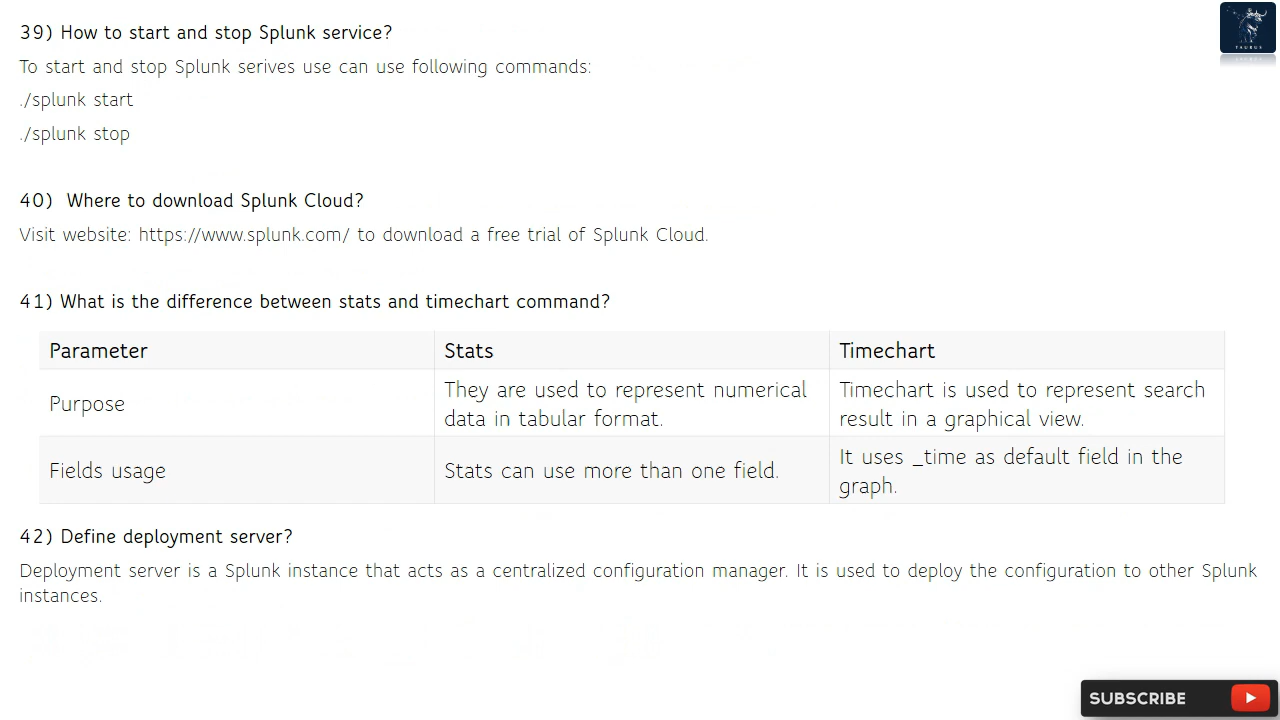 39) How to start and stop Splunk service?
To start and stop Splunk serives use can use following commands:
./splunk start
./splunk stop
40)  Where to download Splunk Cloud?
Visit website: https://www.splunk.com/ to download a free trial of Splunk Cloud.
41) What is the difference between stats and timechart command?
Parameter Stats Timechart
Purpose
They are used to represent numerical
data in tabular format.
Timechart is used to represent search
result in a graphical view.
Fields usage
Stats can use more than one field.
It uses _time as default field in the
graph.
42) Define deployment server?
Deployment server is a Splunk instance that acts as a centralized configuration manager. It is used to deploy the configuration to other Splunk
instances.
TAURUS
SUBSCRIBE